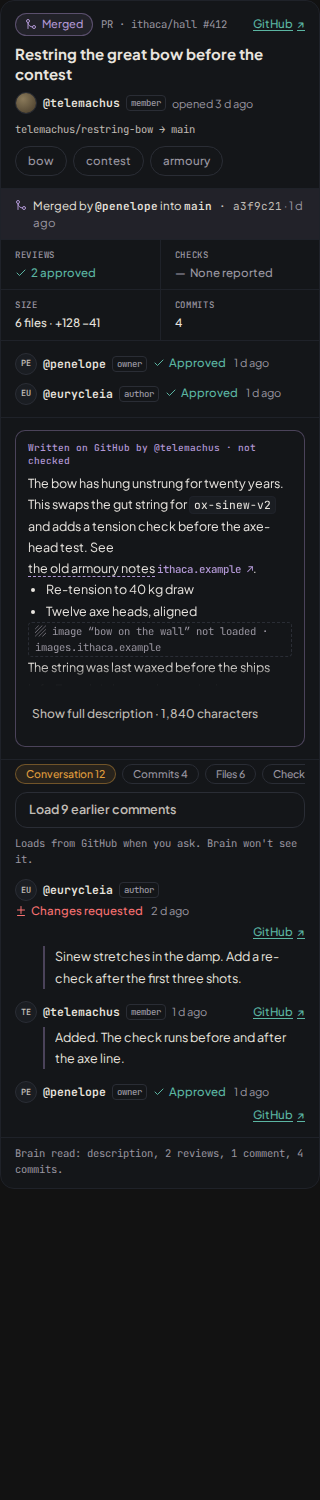 Merged PR · ithaca/hall #412 GitHub ↗
Restring the great bow before the
contest
@telemachus member opened 3 d ago
telemachus/restring-bow → main
bow contest armoury
Merged by @penelope into main · a3f9c21 · 1 d
ago
REVIEWS CHECKS
✓ 2 approved — None reported
SIZE COMMITS
6 files · +128 −41 4
PE @penelope owner ✓ Approved 1 d ago
EU @eurycleia author ✓ Approved 1 d ago
Written on GitHub by @telemachus · not
checked
The bow has hung unstrung for twenty years.
This swaps the gut string for ox-sinew-v2
and adds a tension check before the axe-
head test. See
the old armoury notes ithaca.example ↗.
• Re-tension to 40 kg draw
• Twelve axe heads, aligned
image “bow on the wall” not loaded ·
images.ithaca.example
The string was last waxed before the ships
Show full description · 1,840 characters
Conversation 12 Commits 4 Files 6 Check
Load 9 earlier comments
Loads from GitHub when you ask. Brain won't see
it.
EU @eurycleia author
± Changes requested 2 d ago
GitHub ↗
Sinew stretches in the damp. Add a re-
check after the first three shots.
TE @telemachus member 1 d ago GitHub ↗
Added. The check runs before and after
the axe line.
PE @penelope owner ✓ Approved 1 d ago
GitHub ↗
Brain read: description, 2 reviews, 1 comment, 4
commits.